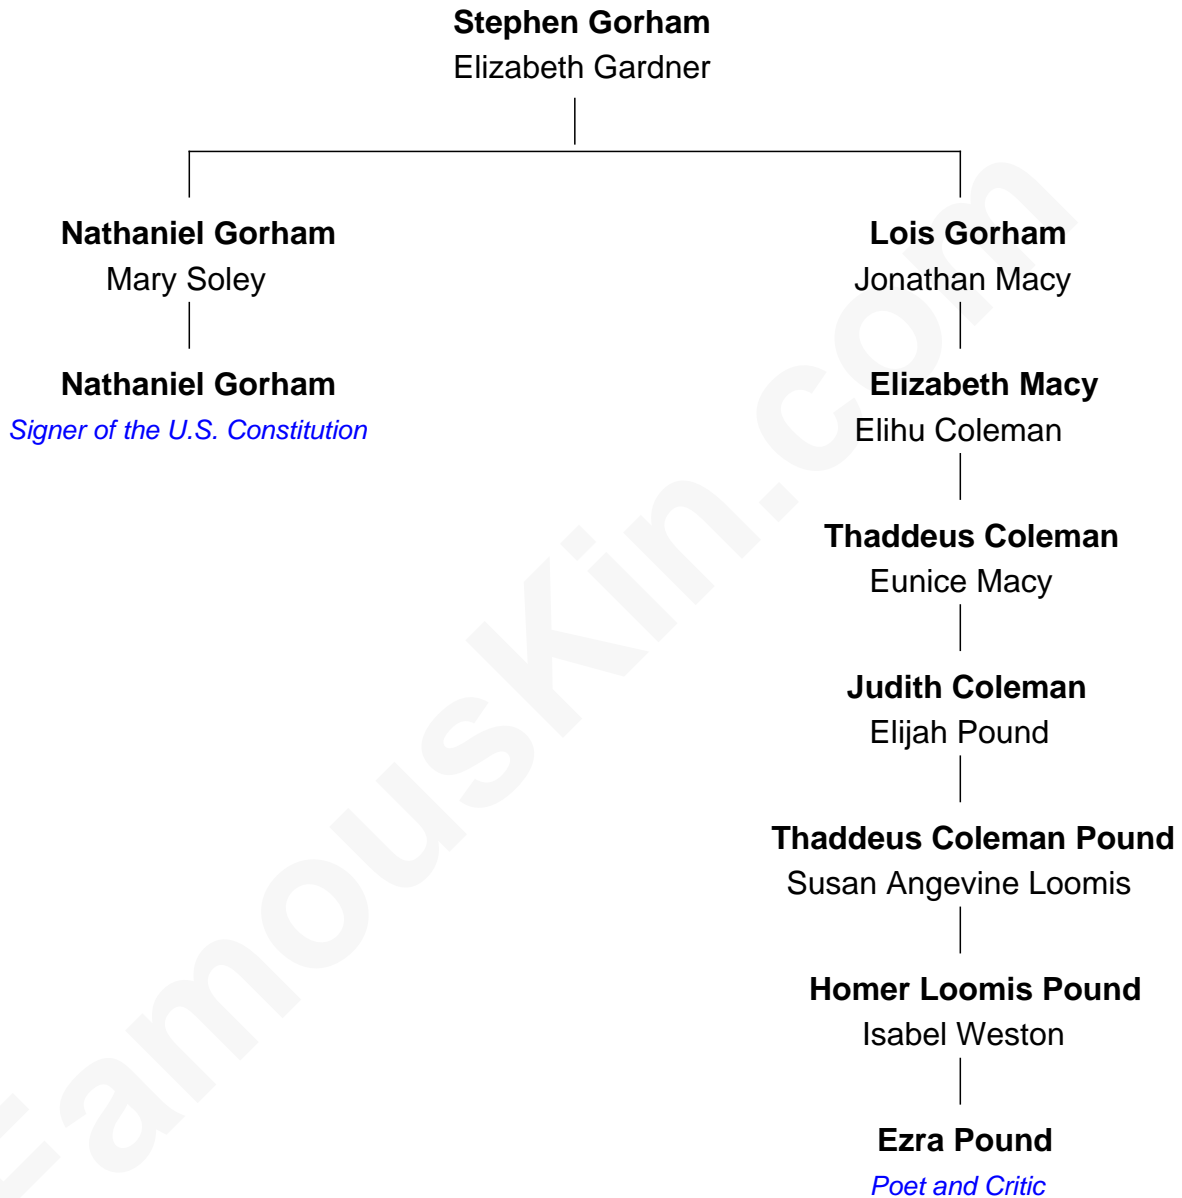 Stephen Gorham
Elizabeth Gardner
Nathaniel Gorham
Mary Soley
Nathaniel Gorham
Signer of the U.S. Constitution
Lois Gorham
Jonathan Macy
Elizabeth Macy
Elihu Coleman
Thaddeus Coleman
Eunice Macy
Judith Coleman
Elijah Pound
Thaddeus Coleman Pound
Susan Angevine Loomis
Homer Loomis Pound
Isabel Weston
Ezra Pound
Poet and Critic
FamousKin.com